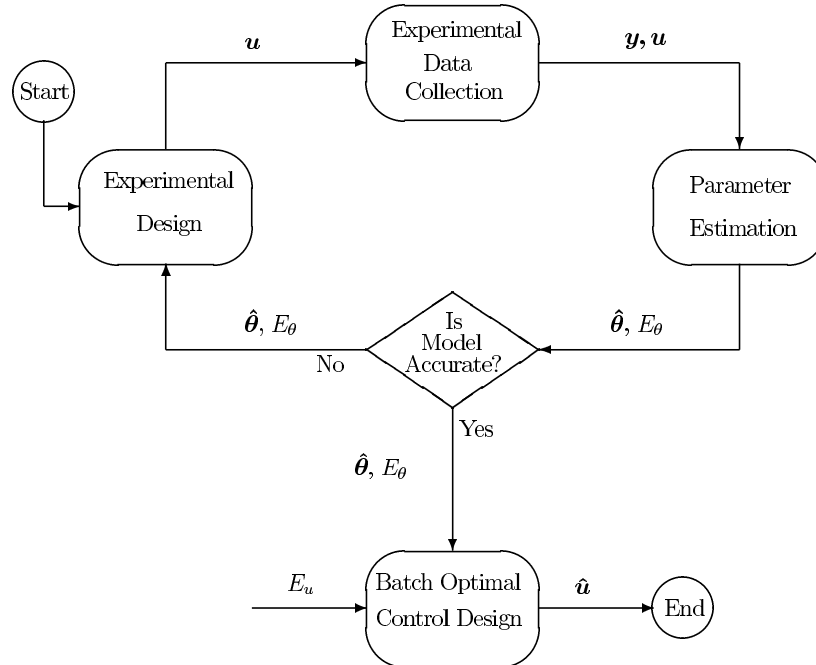 u
Experimental
Data
Collection
y, u
Start
Experimental
Design
Parameter
Estimation
θ̂, E_θ
No
Is
Model
Accurate?
θ̂, E_θ
Yes
θ̂, E_θ
E_u
Batch Optimal
Control Design
û
End